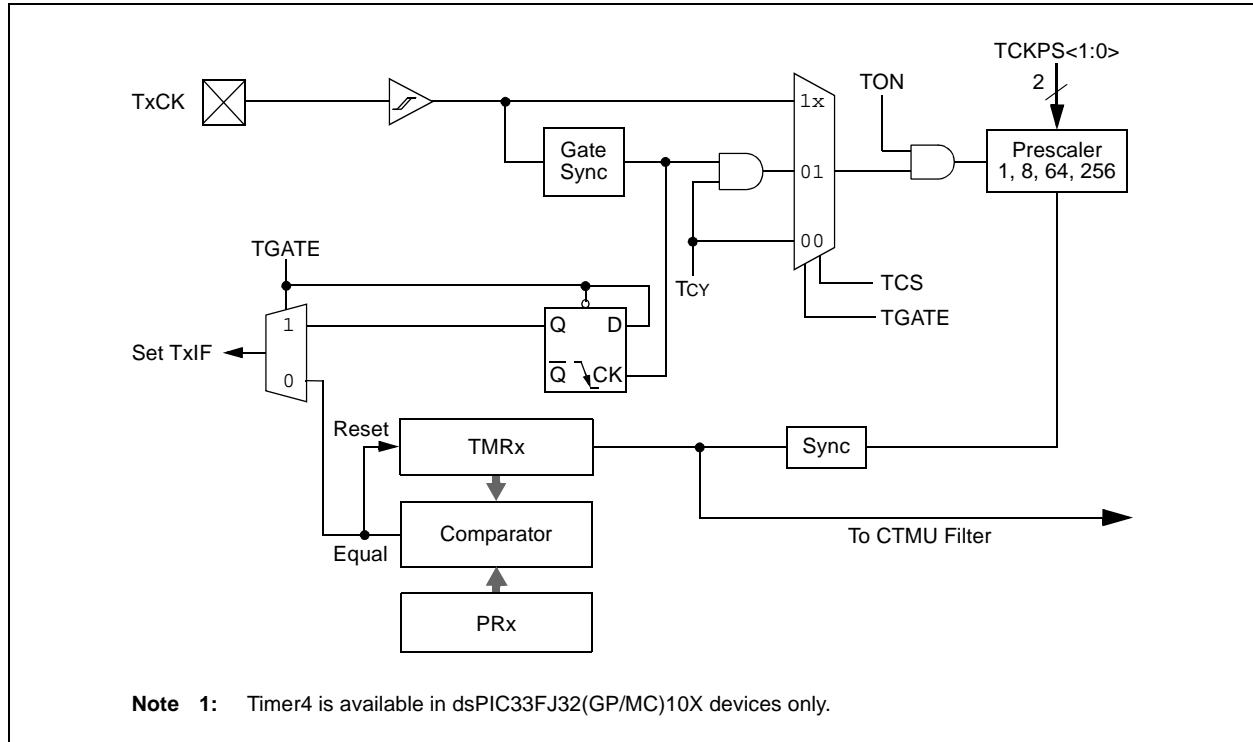 TCKPS<1:0>
2
TON
TxCK
1x
Gate
Sync
01
Prescaler
1, 8, 64, 256
00
TGATE
TCY
TCS
TGATE
1
Q
D
Set TxIF
0
Q
CK
Reset
TMRx
Sync
Comparator
Equal
To CTMU Filter
PRx
Note 1: Timer4 is available in dsPIC33FJ32(GP/MC)10X devices only.